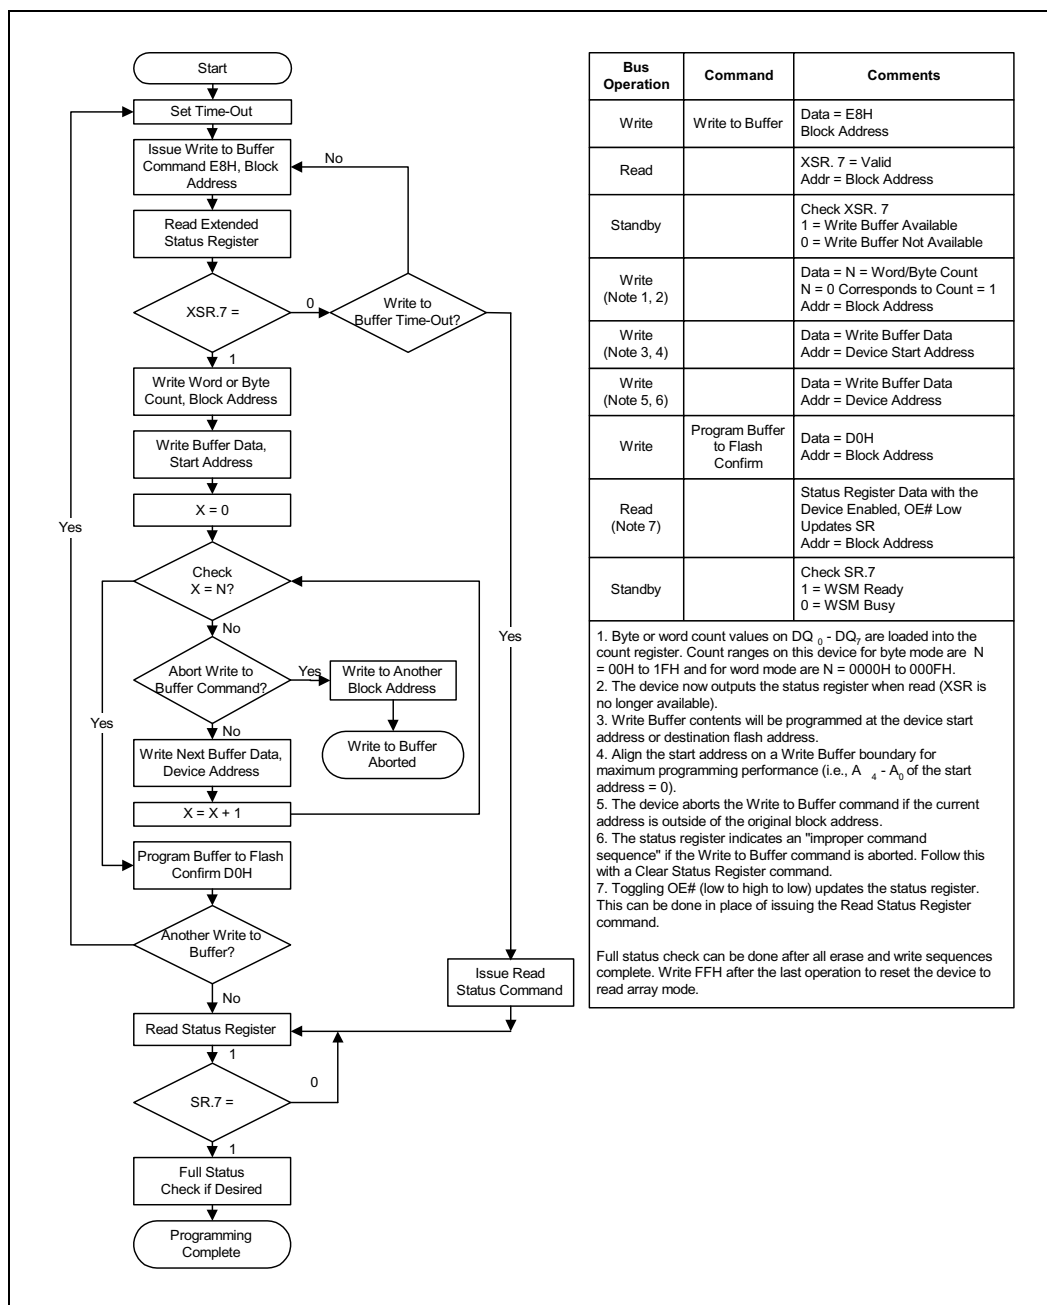 Start
Set Time-Out
Issue Write to Buffer
Command E8H, Block
Address
No
Read Extended
Status Register
XSR.7 =
0
Write to
Buffer Time-Out?
1
Write Word or Byte
Count, Block Address
Write Buffer Data,
Start Address
X = 0
Yes
Check
X = N?
No
Yes
Abort Write to
Buffer Command?
Yes
Write to Another
Block Address
Yes
No
Write to Buffer
Aborted
Write Next Buffer Data,
Device Address
X = X + 1
Program Buffer to Flash
Confirm D0H
Another Write to
Buffer?
No
Issue Read
Status Command
Read Status Register
1
SR.7 =
0
1
Full Status
Check if Desired
Programming
Complete
Bus
Operation
Command
Comments
Write
Write to Buffer
Data = E8H
Block Address
Read
XSR. 7 = Valid
Addr = Block Address
Standby
Check XSR. 7
1 = Write Buffer Available
0 = Write Buffer Not Available
Write
(Note 1, 2)
Data = N = Word/Byte Count
N = 0 Corresponds to Count = 1
Addr = Block Address
Write
(Note 3, 4)
Data = Write Buffer Data
Addr = Device Start Address
Write
(Note 5, 6)
Data = Write Buffer Data
Addr = Device Address
Write
Program Buffer
to Flash
Confirm
Data = D0H
Addr = Block Address
Read
(Note 7)
Status Register Data with the
Device Enabled, OE# Low
Updates SR
Addr = Block Address
Standby
Check SR.7
1 = WSM Ready
0 = WSM Busy
1. Byte or word count values on DQ 0 - DQ7 are loaded into the
count register. Count ranges on this device for byte mode are N
= 00H to 1FH and for word mode are N = 0000H to 000FH.
2. The device now outputs the status register when read (XSR is
no longer available).
3. Write Buffer contents will be programmed at the device start
address or destination flash address.
4. Align the start address on a Write Buffer boundary for
maximum programming performance (i.e., A 4 - A0 of the start
address = 0).
5. The device aborts the Write to Buffer command if the current
address is outside of the original block address.
6. The status register indicates an "improper command
sequence" if the Write to Buffer command is aborted. Follow this
with a Clear Status Register command.
7. Toggling OE# (low to high to low) updates the status register.
This can be done in place of issuing the Read Status Register
command.
Full status check can be done after all erase and write sequences
complete. Write FFH after the last operation to reset the device to
read array mode.